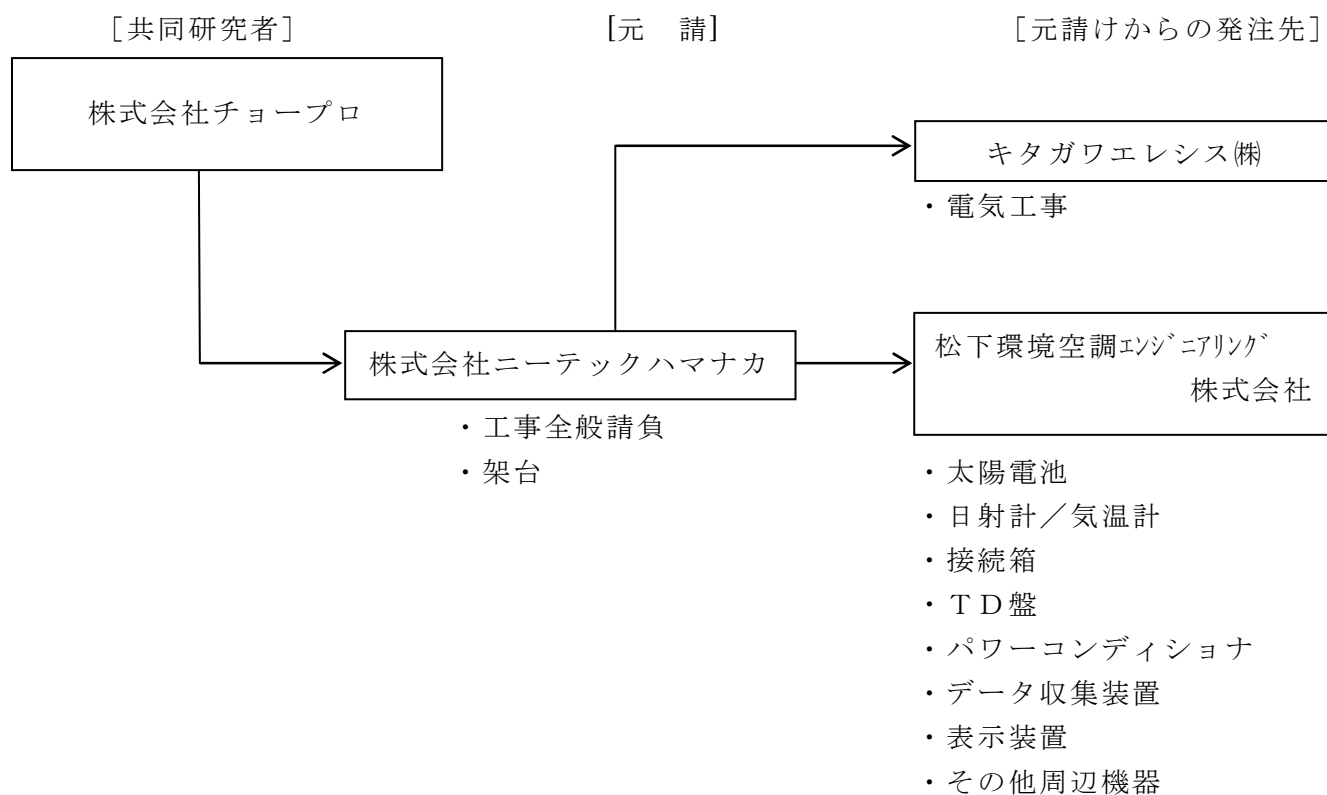 ［共同研究者］
[元　請]
［元請けからの発注先］
株式会社チョープロ
キタガワエレシス㈱
・電気工事
株式会社ニーテックハマナカ
・工事全般請負
・架台
松下環境空調ｴﾝｼﾞﾆｱﾘﾝｸﾞ
株式会社
・太陽電池
・日射計／気温計
・接続箱
・ＴＤ盤
・パワーコンディショナ
・データ収集装置
・表示装置
・その他周辺機器